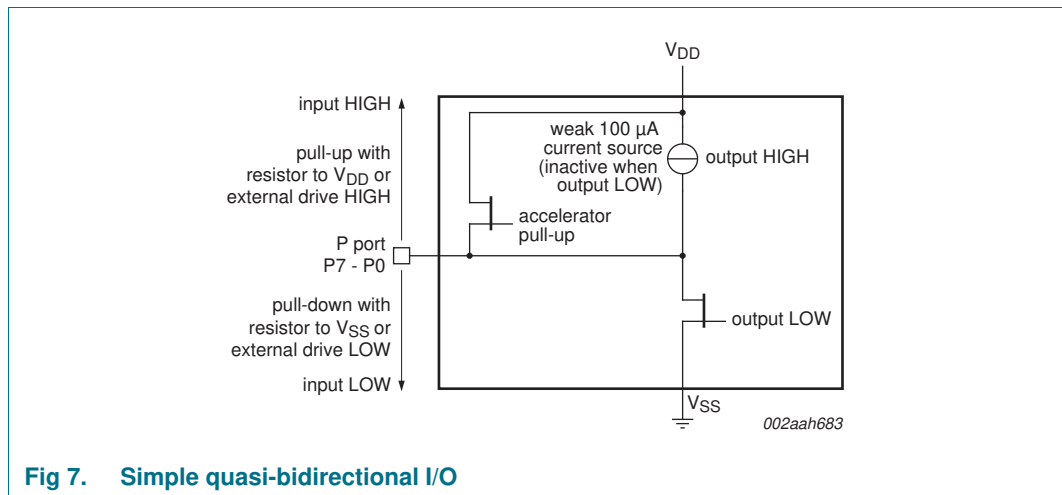 VDD
input HIGH
pull-up with
resistor to VDD or
external drive HIGH
weak 100 μA
current source
(inactive when
output LOW)
output HIGH
accelerator
pull-up
P port
P7 - P0
pull-down with
resistor to VSS or
external drive LOW
input LOW
output LOW
VSS
002aah683
Fig 7. Simple quasi-bidirectional I/O